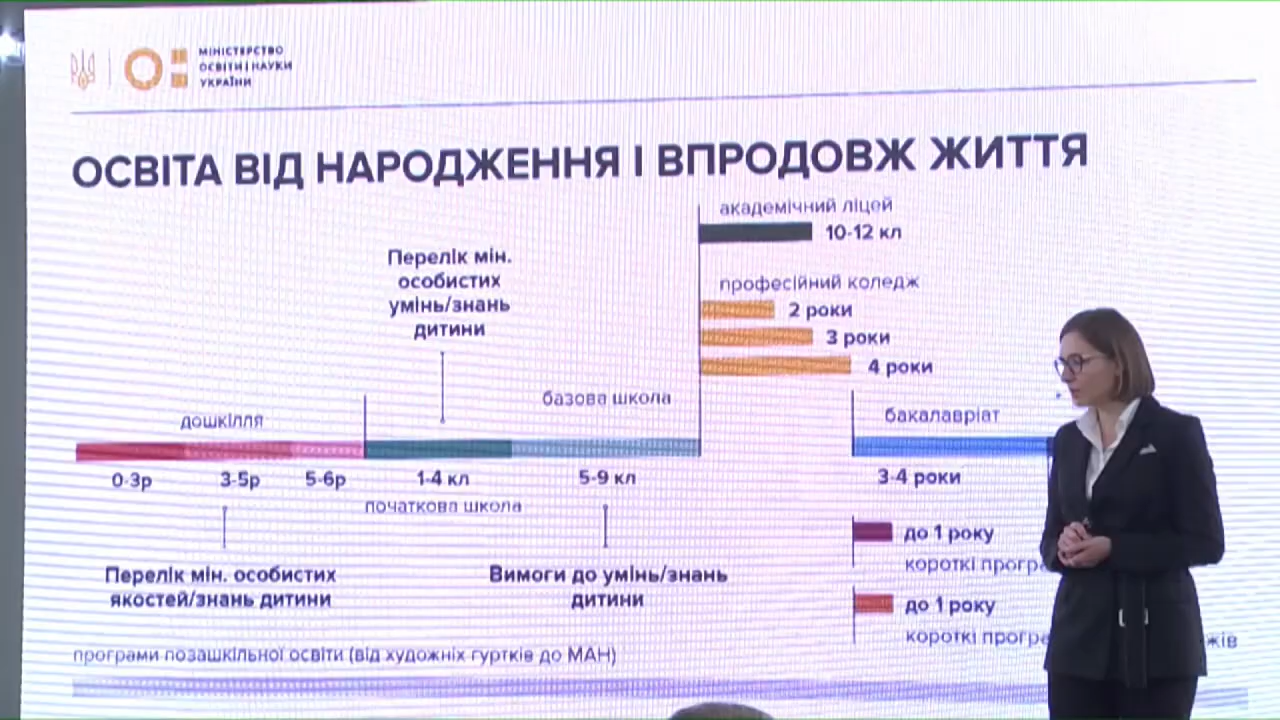 МІНІСТЕРСТВО
ОСВІТИ І НАУКИ
УКРАЇНИ
ОСВІТА ВІД НАРОДЖЕННЯ І ВПРОДОВЖ ЖИТТЯ
академічний ліцей
10-12 кл
Перелік мін.
особистих
умінь/знань
дитини
професійний коледж
2 роки
3 роки
4 роки
базова школа
дошкілля
бакалавріат
0-3р
3-5р
5-6р
1-4 кл
5-9 кл
3-4 роки
початкова школа
до 1 року
короткі
Перелік мін. особистих
якостей/знань дитини
Вимоги до умінь/знань
дитини
до 1 року
короткі
програми позашкільної освіти (від художніх гуртків до МАН)